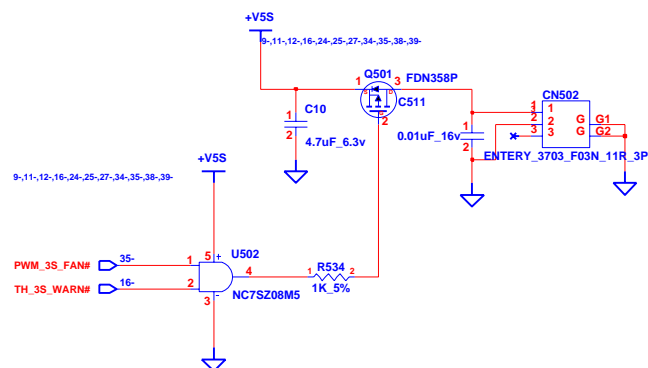 +V5S
9-,11-,12-,16-,24-,25-,27-,34-,35-,38-,39-
Q501
1
3
FDN358P
S
D
G
2
C511
C10
1
2
4.7uF_6.3v
1
2
0.01uF_16v
CN502
1
2
3
1
2
3
G
G
G1
G2
ENTERY_3703_F03N_11R_3P
+V5S
9-,11-,12-,16-,24-,25-,27-,34-,35-,38-,39-
U502
5
+
PWM_3S_FAN#
35-
1
4
TH_3S_WARN#
16-
2
3
-
NC7SZ08M5
R534
1
2
1K_5%